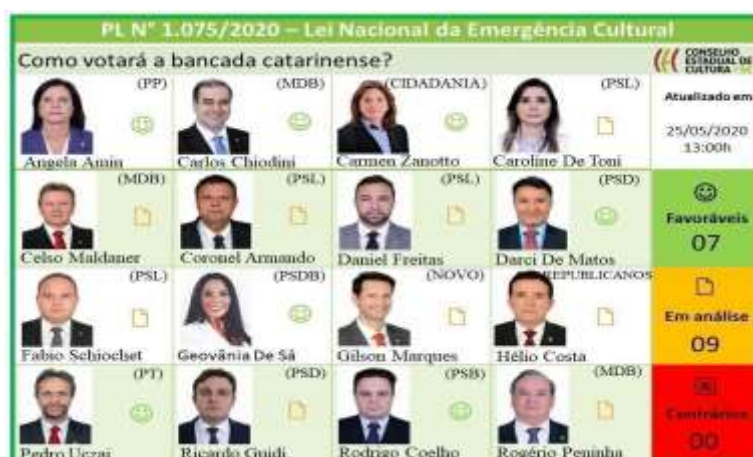 PL N° 1.075/2020 – Lei Nacional da Emergência Cultural
Como votará a bancada catarinense?
CONSELHO
ESTADUAL DE
CULTURA
(PP)
Angela Amin
(MDB)
Carlos Chiodini
(CIDADANIA)
Carmen Zanotto
(PSL)
Caroline De Toni
Atualizado em
25/05/2020
13:00h
(MDB)
Celso Maldaner
(PSL)
Coronel Armando
(PSL)
Daniel Freitas
(PSD)
Darci De Matos
Favoráveis
07
(PSL)
Fabio Schiochet
(PSDB)
Geovânia De Sá
(NOVO)
Gilson Marques
REPUBLICANOS
Hélio Costa
Em análise
09
(PT)
Pedro Uczai
(PSD)
Ricardo Guidi
(PSB)
Rodrigo Coelho
(MDB)
Rogério Peninha
Contrários
00